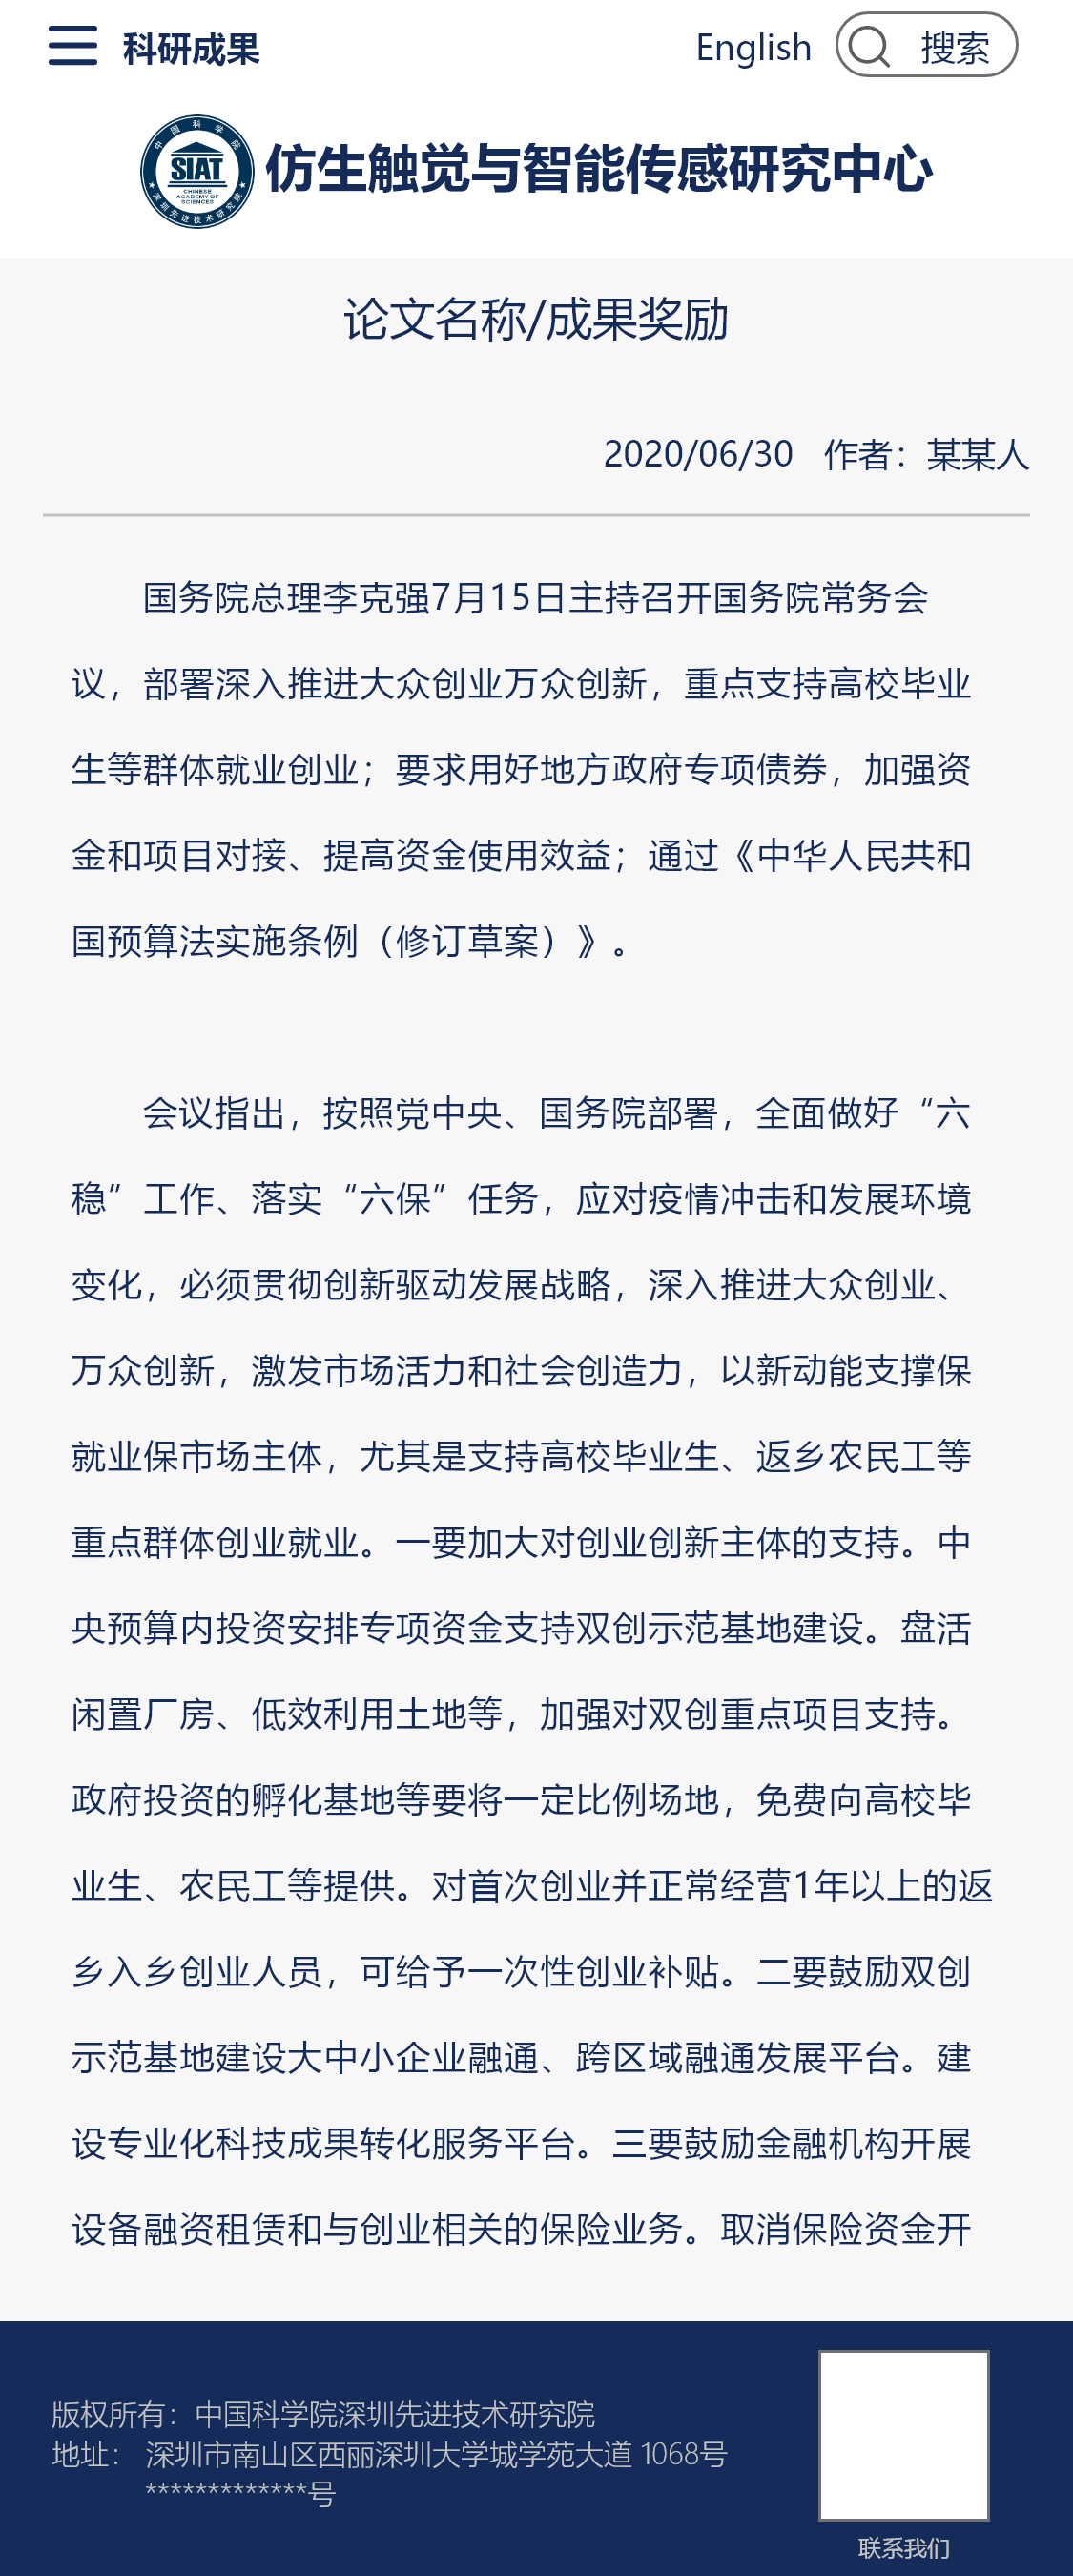 科研成果
English
搜索
中国科学院
SIAT
CHINESE
ACADEMY OF
SCIENCES
深圳先进技术研究院
仿生触觉与智能传感研究中心
论文名称/成果奖励
2020/06/30 作者：某某人
国务院总理李克强7月15日主持召开国务院常务会
议，部署深入推进大众创业万众创新，重点支持高校毕业
生等群体就业创业；要求用好地方政府专项债券，加强资
金和项目对接、提高资金使用效益；通过《中华人民共和
国预算法实施条例（修订草案）》。
会议指出，按照党中央、国务院部署，全面做好“六
稳”工作、落实“六保”任务，应对疫情冲击和发展环境
变化，必须贯彻创新驱动发展战略，深入推进大众创业、
万众创新，激发市场活力和社会创造力，以新动能支撑保
就业保市场主体，尤其是支持高校毕业生、返乡农民工等
重点群体创业就业。一要加大对创业创新主体的支持。中
央预算内投资安排专项资金支持双创示范基地建设。盘活
闲置厂房、低效利用土地等，加强对双创重点项目支持。
政府投资的孵化基地等要将一定比例场地，免费向高校毕
业生、农民工等提供。对首次创业并正常经营1年以上的返
乡入乡创业人员，可给予一次性创业补贴。二要鼓励双创
示范基地建设大中小企业融通、跨区域融通发展平台。建
设专业化科技成果转化服务平台。三要鼓励金融机构开展
设备融资租赁和与创业相关的保险业务。取消保险资金开
版权所有：中国科学院深圳先进技术研究院
地址： 深圳市南山区西丽深圳大学城学苑大道 1068号
*************号
联系我们